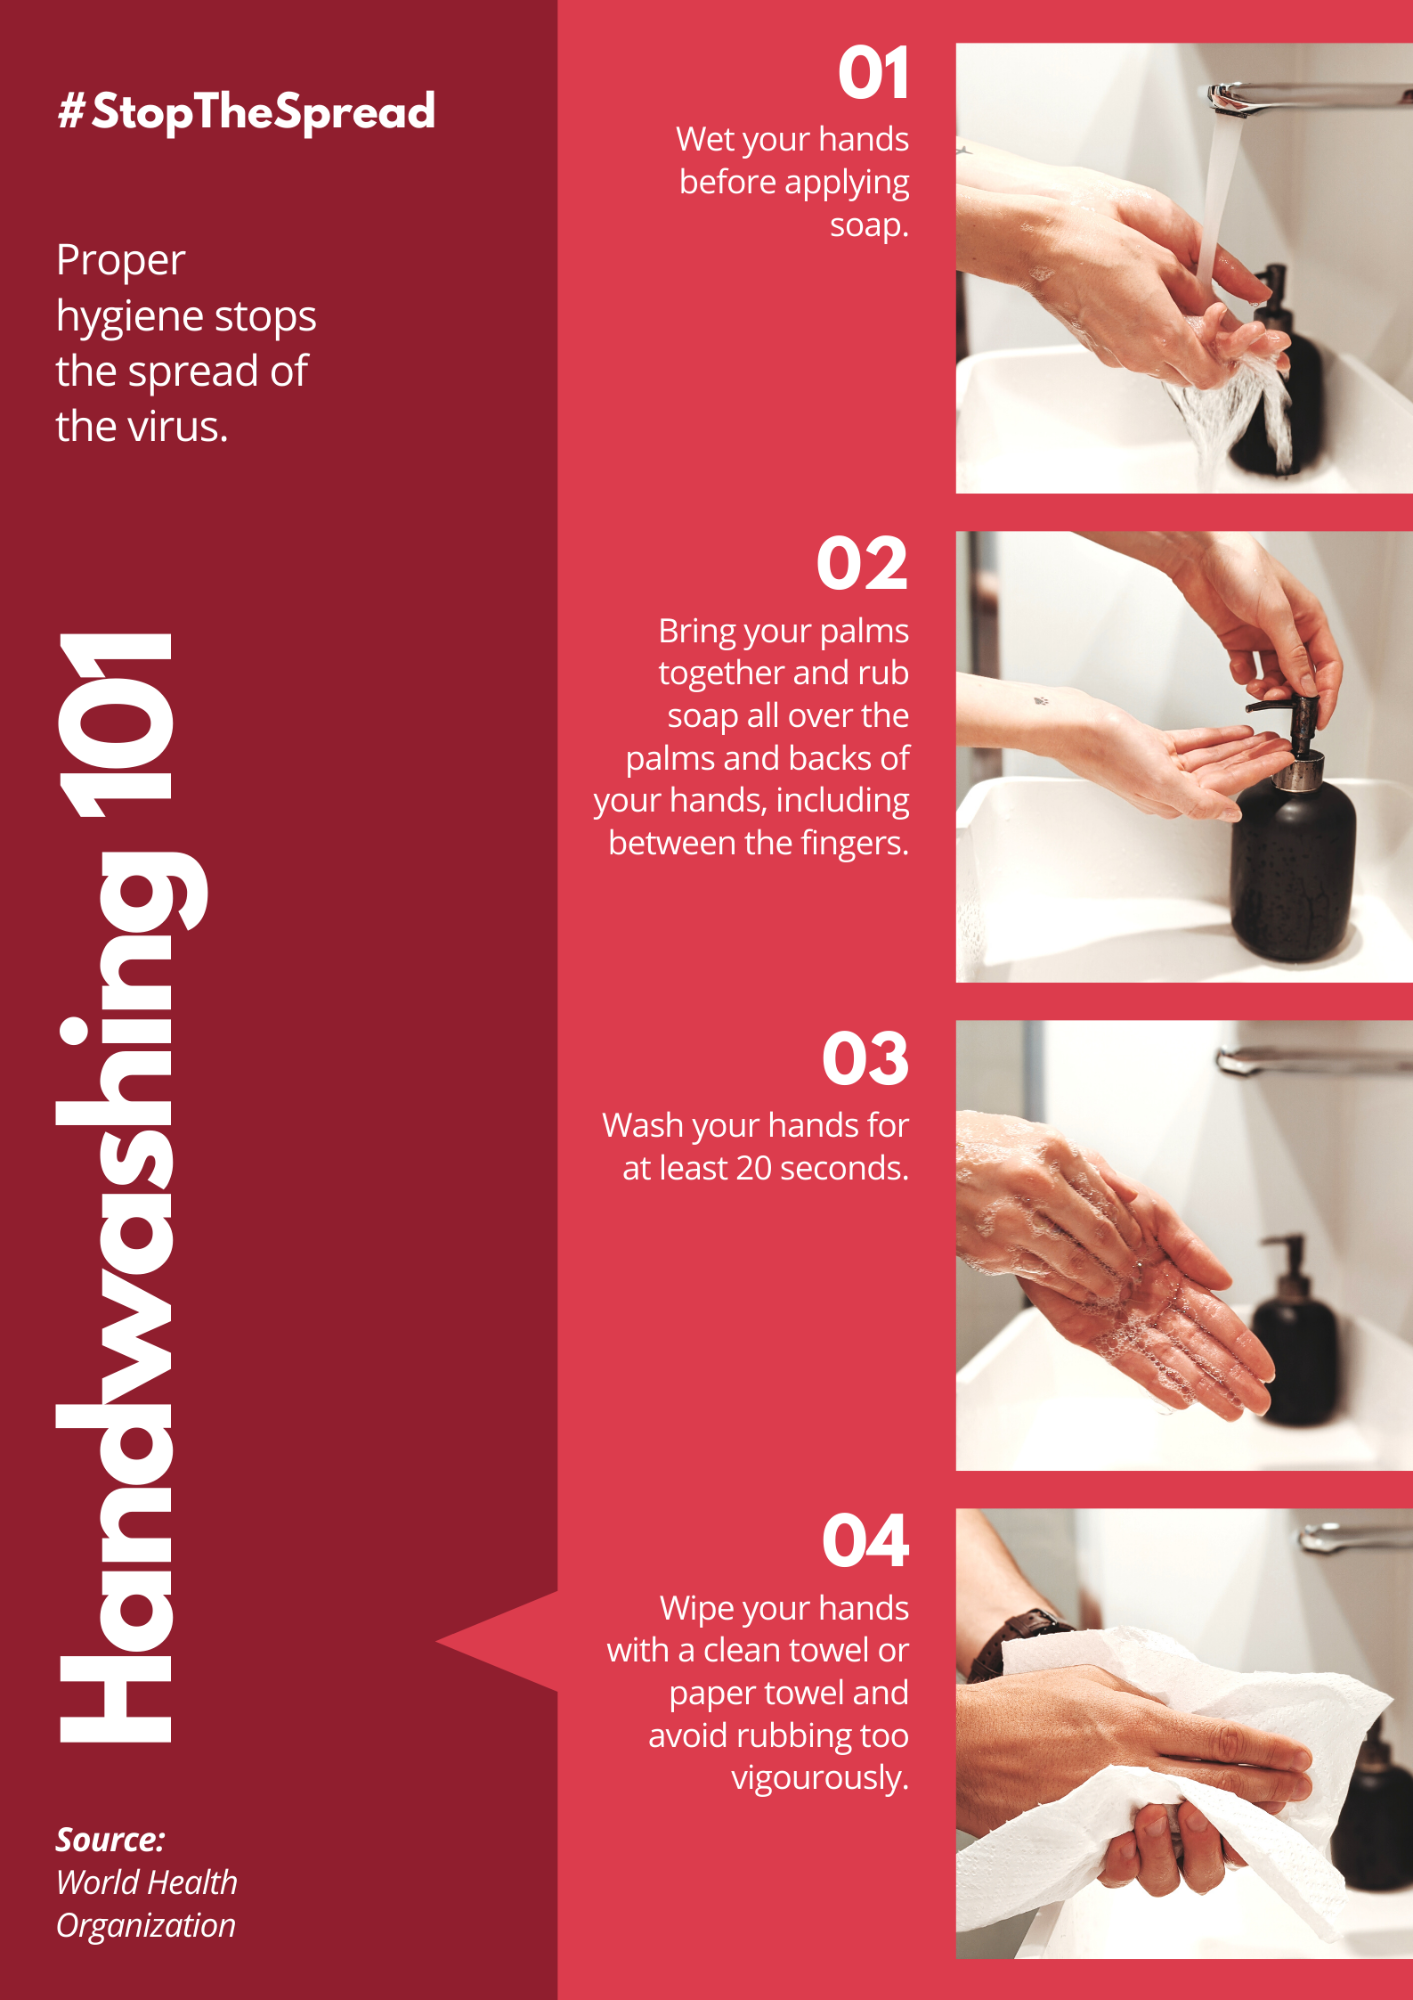 #StopTheSpread
Proper
hygiene stops
the spread of
the virus.
Handwashing 101
Source:
World Health
Organization
01
Wet your hands
before applying
soap.
02
Bring your palms
together and rub
soap all over the
palms and backs of
your hands, including
between the fingers.
03
Wash your hands for
at least 20 seconds.
04
Wipe your hands
with a clean towel or
paper towel and
avoid rubbing too
vigourously.